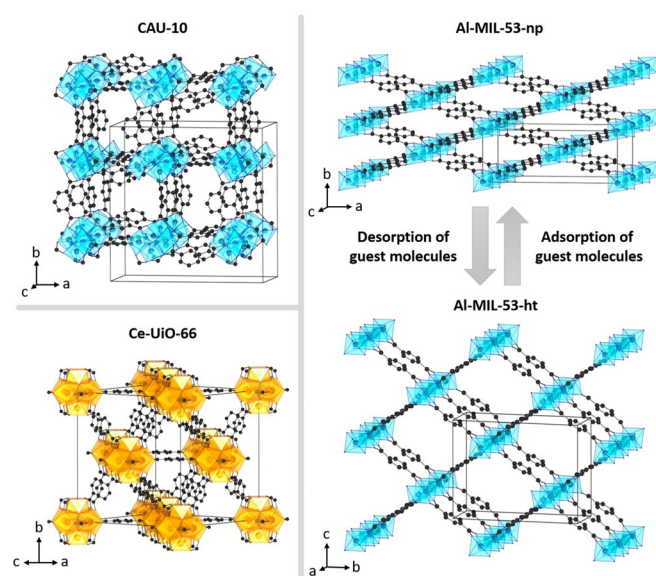 CAU-10
b
c
a
Ce-UiO-66
b
c
a
Al-MIL-53-np
b
c
a
Desorption of
guest molecules
Adsorption of
guest molecules
Al-MIL-53-ht
c
a
b